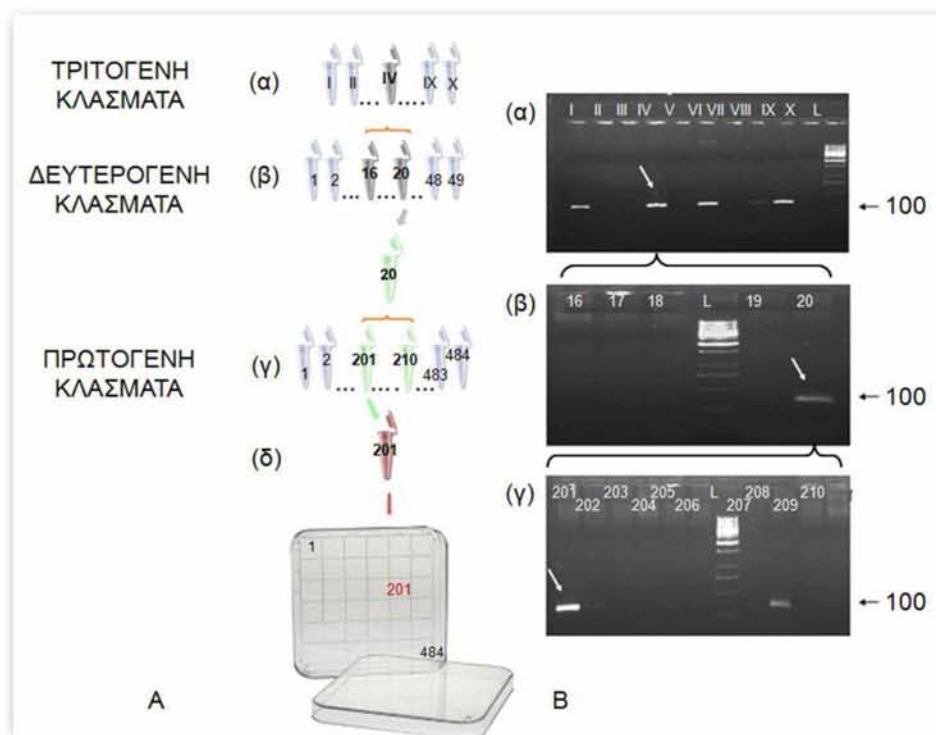 ΤΡΙΤΟΓΕΝΗ
ΚΛΑΣΜΑΤΑ
(α)
I II IV IX X
ΔΕΥΤΕΡΟΓΕΝΗ
ΚΛΑΣΜΑΤΑ
(β)
1 2 16 20 48 49
20
ΠΡΩΤΟΓΕΝΗ
ΚΛΑΣΜΑΤΑ
(γ)
1 2 201 210 483 484
(δ)
201
1
201
484
A
(α)
I II III IV V VI VII VIII IX X L
← 100
(β)
16 17 18 L 19 20
← 100
(γ)
201 203 205 L 208 210
202 204 206 207 209
← 100
B